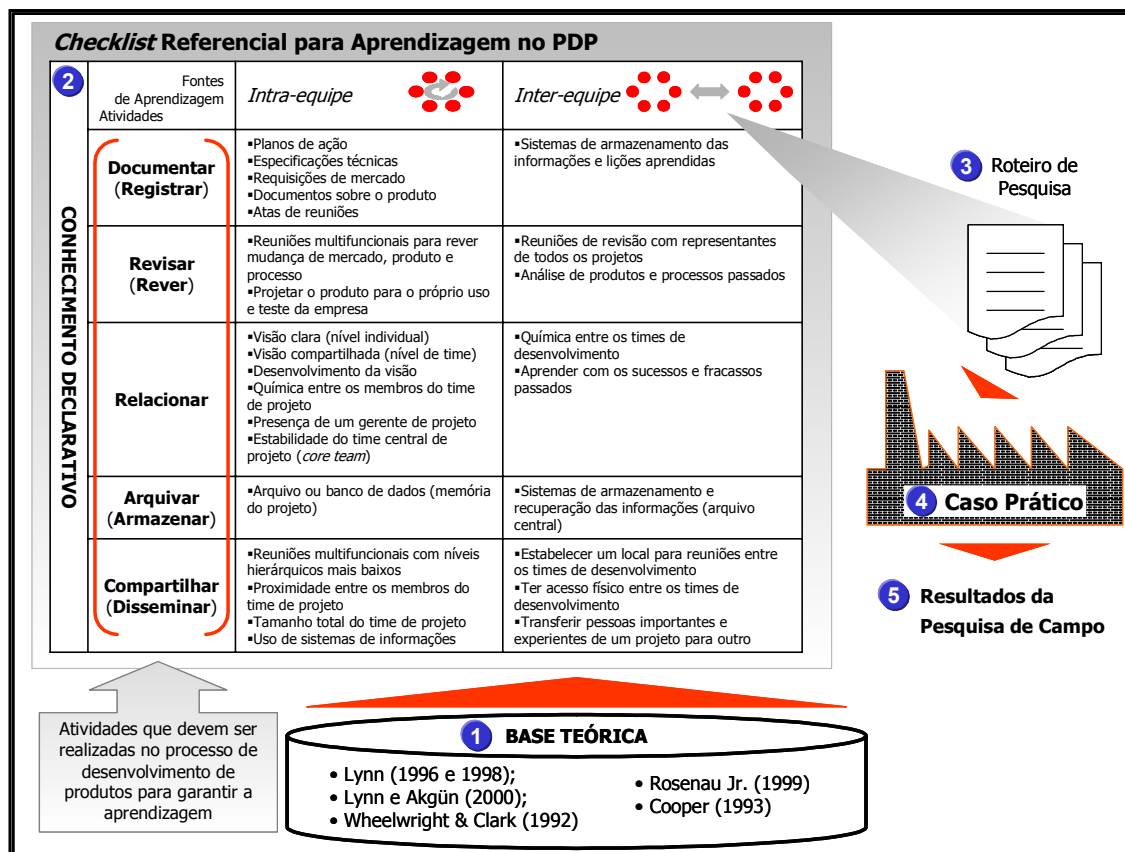 Checklist Referencial para Aprendizagem no PDP
2
Fontes
de Aprendizagem
Atividades
Intra-equipe
Inter-equipe
CONHECIMENTO DECLARATIVO
Documentar
(Registrar)
▪Planos de ação
▪Especificações técnicas
▪Requisições de mercado
▪Documentos sobre o produto
▪Atas de reuniões
▪Sistemas de armazenamento das
informações e lições aprendidas
Revisar
(Rever)
▪Reuniões multifuncionais para rever
mudança de mercado, produto e
processo
▪Projetar o produto para o próprio uso
e teste da empresa
▪Reuniões de revisão com representantes
de todos os projetos
▪Análise de produtos e processos passados
Relacionar
▪Visão clara (nível individual)
▪Visão compartilhada (nível de time)
▪Desenvolvimento da visão
▪Química entre os membros do time
de projeto
▪Presença de um gerente de projeto
▪Estabilidade do time central de
projeto (core team)
▪Química entre os times de
desenvolvimento
▪Aprender com os sucessos e fracassos
passados
Arquivar
(Armazenar)
▪Arquivo ou banco de dados (memória
do projeto)
▪Sistemas de armazenamento e
recuperação das informações (arquivo
central)
Compartilhar
(Disseminar)
▪Reuniões multifuncionais com níveis
hierárquicos mais baixos
▪Proximidade entre os membros do
time de projeto
▪Tamanho total do time de projeto
▪Uso de sistemas de informações
▪Estabelecer um local para reuniões entre
os times de desenvolvimento
▪Ter acesso físico entre os times de
desenvolvimento
▪Transferir pessoas importantes e
experientes de um projeto para outro
3 Roteiro de
Pesquisa
4 Caso Prático
5 Resultados da
Pesquisa de Campo
Atividades que devem ser
realizadas no processo de
desenvolvimento de
produtos para garantir a
aprendizagem
1 BASE TEÓRICA
• Lynn (1996 e 1998);
• Lynn e Akgün (2000);
• Wheelwright & Clark (1992)
• Rosenau Jr. (1999)
• Cooper (1993)